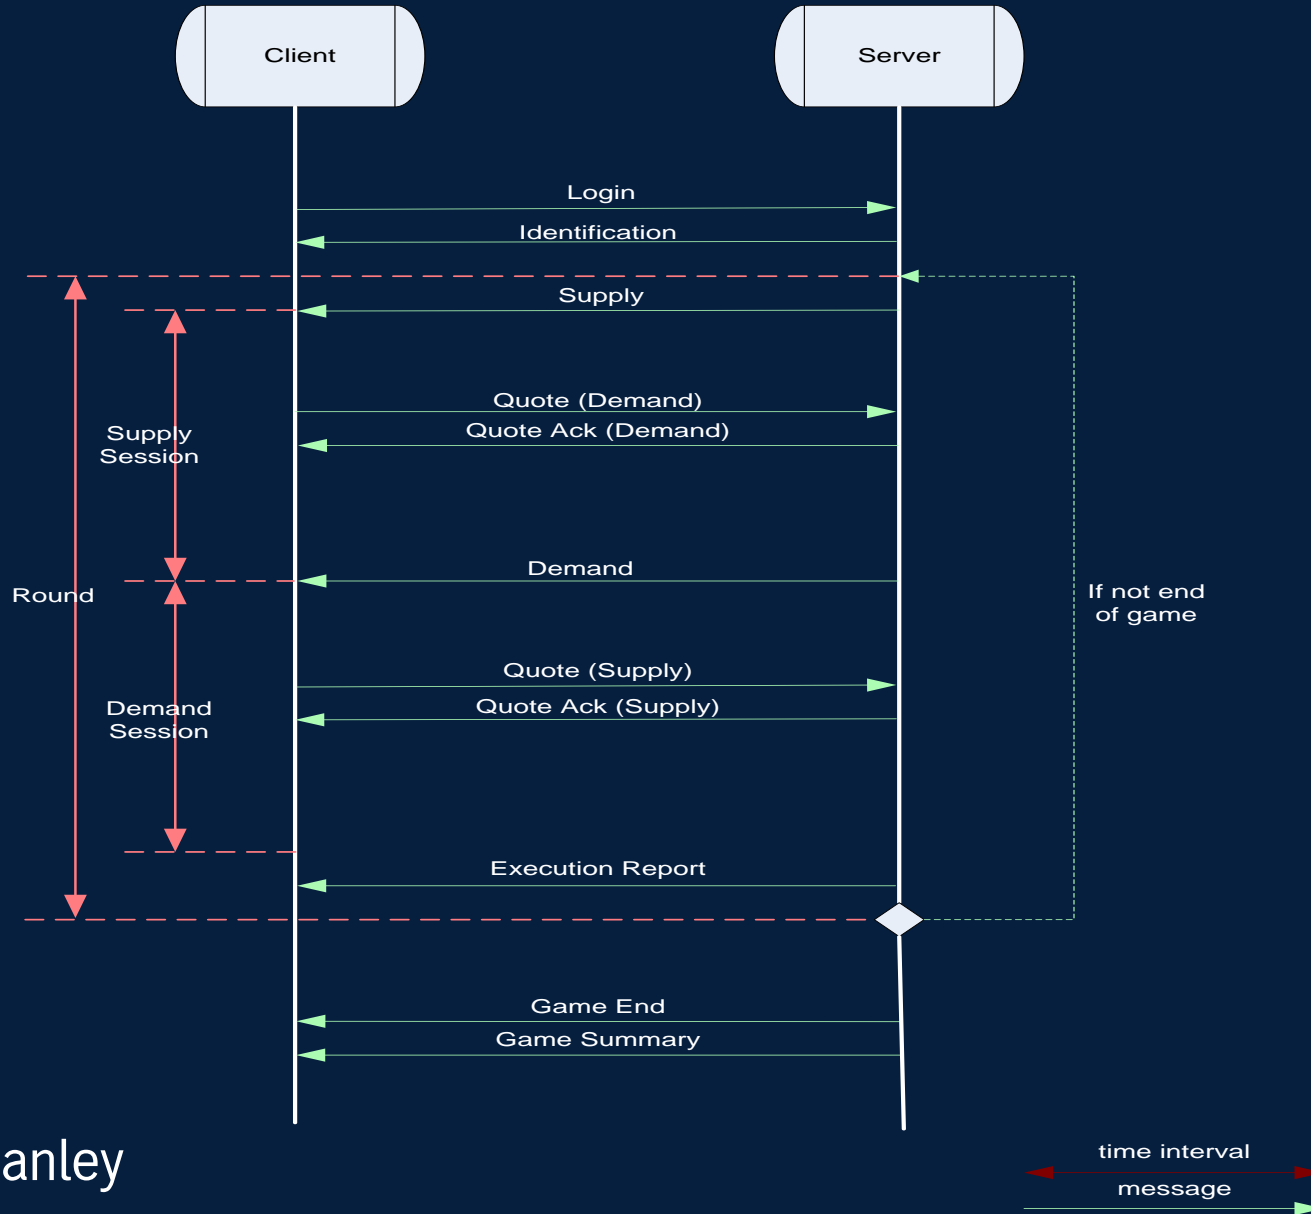 Client
Server
Login
Identification
Supply
Quote (Demand)
Quote Ack (Demand)
Supply
Session
Demand
Round
If not end
of game
Quote (Supply)
Quote Ack (Supply)
Demand
Session
Execution Report
Game End
Game Summary
anley
time interval
message